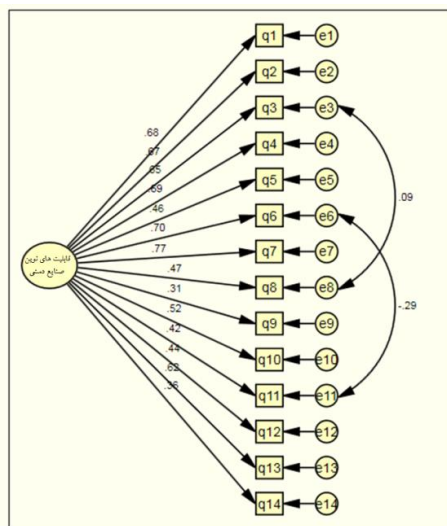 q1 e1
q2 e2
q3 e3
q4 e4
q5 e5
q6 e6
q7 e7
q8 e8
q9 e9
q10 e10
q11 e11
q12 e12
q13 e13
q14 e14
.68
.67
.65
.69
.46
.70
.77
.47
.31
.52
.42
.44
.62
.36
قابلیت های نوین
صنایع دستی
.09
-.29